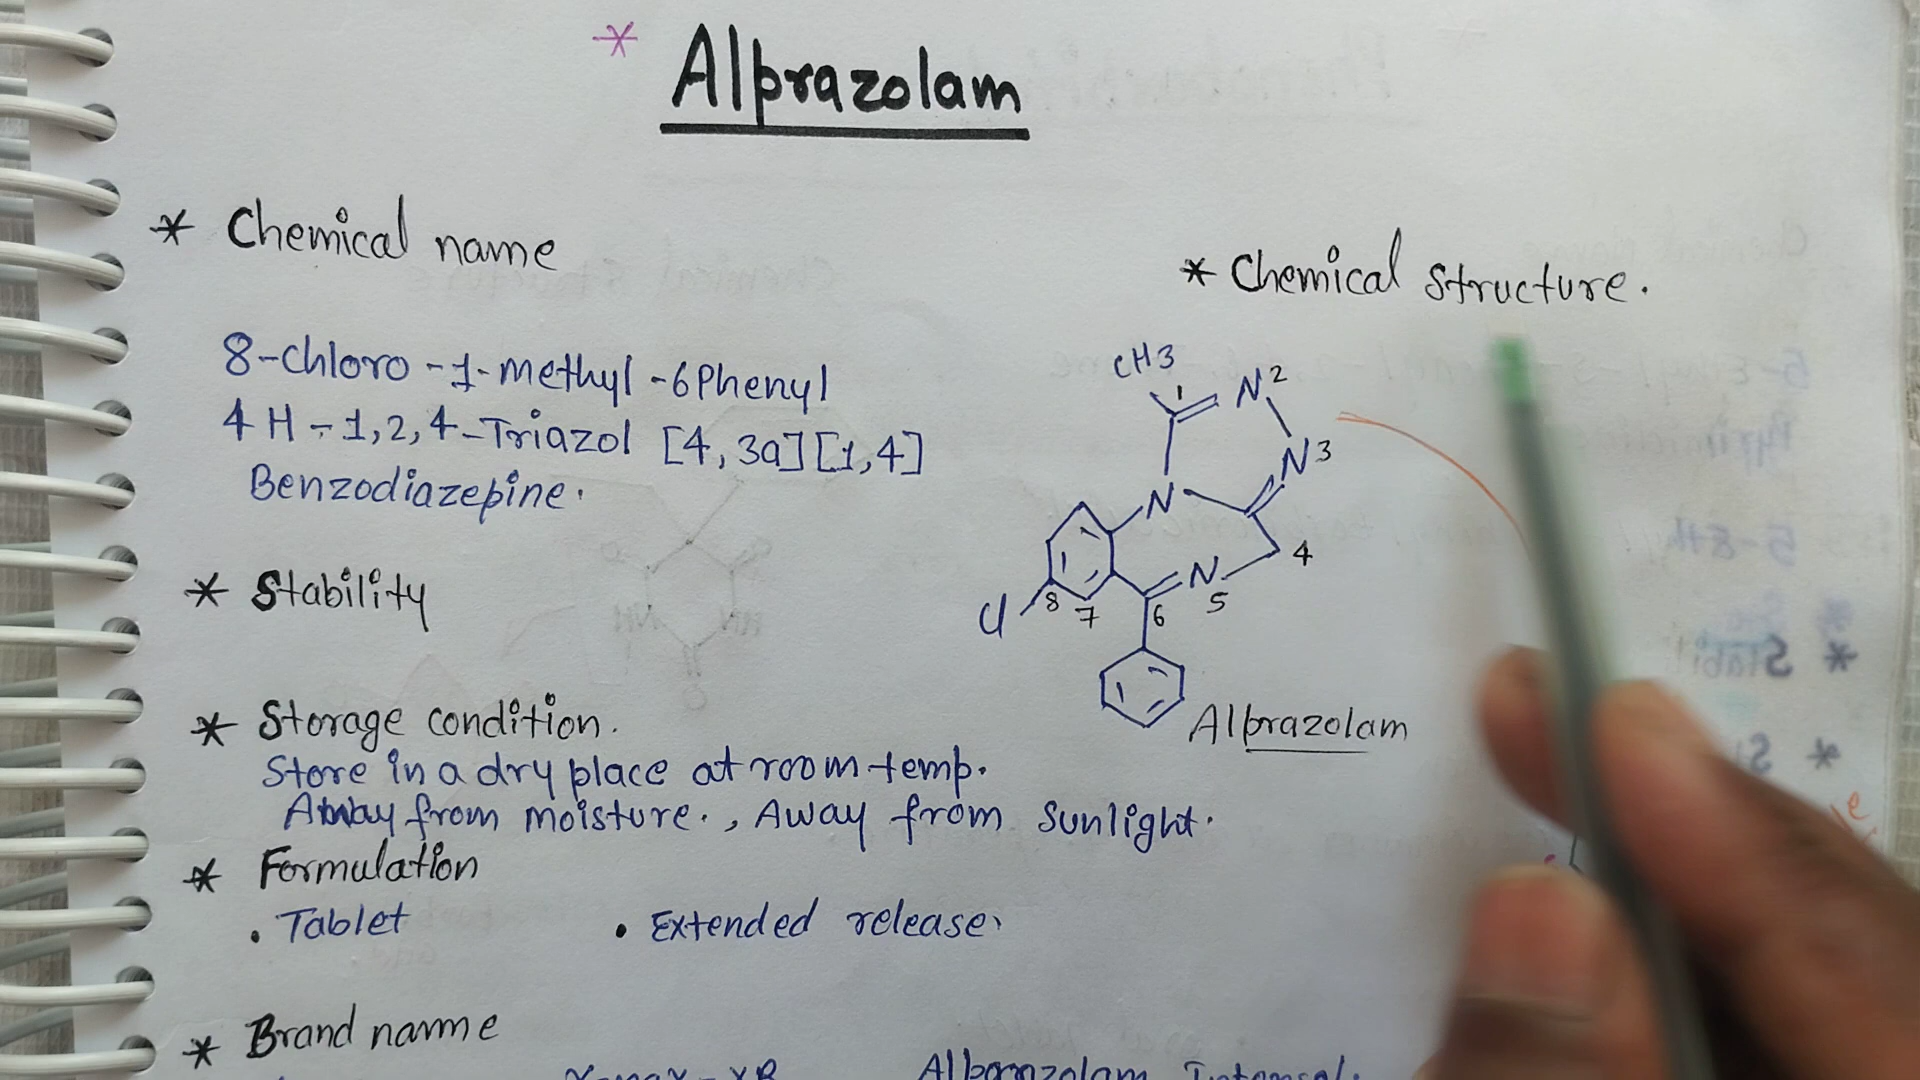 * Alprazolam
* Chemical name
8-Chloro-1-methyl-6Phenyl
4H-1,2,4-Triazol [4,3a][1,4]
Benzodiazepine.
* Chemical structure.
CH3
1
N2
N3
N
4
N
5
6
7
8
Cl
Alprazolam
* Stability
* Storage condition.
Store in a dry place at room temp.
Away from moisture., Away from sunlight.
* Formulation
. Tablet
• Extended release
* Brand name